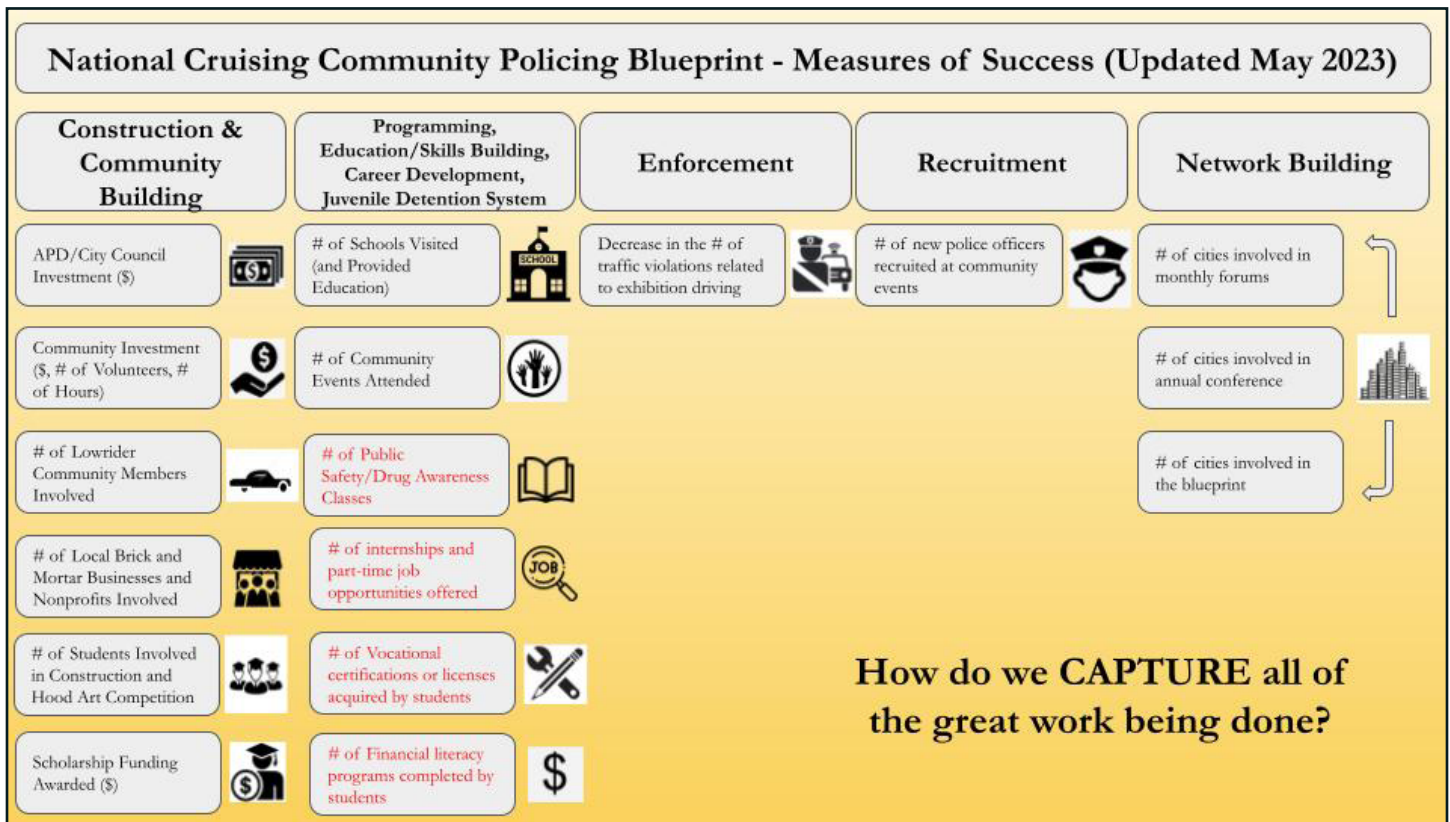 National Cruising Community Policing Blueprint - Measures of Success (Updated May 2023)
Construction &
Community
Building
APD/City Council
Investment ($)
Community Investment
($, # of Volunteers, #
of Hours)
# of Lowrider
Community Members
Involved
# of Local Brick and
Mortar Businesses and
Nonprofits Involved
# of Students Involved
in Construction and
Hood Art Competition
Scholarship Funding
Awarded ($)
Programming,
Education/Skills Building,
Career Development,
Juvenile Detention System
# of Schools Visited
(and Provided
Education)
SCHOOL
# of Community
Events Attended
# of Public
Safety/Drug Awareness
Classes
# of internships and
part-time job
opportunities offered
JOB
# of Vocational
certifications or licenses
acquired by students
# of Financial literacy
programs completed by
students
$
Enforcement
Decrease in the # of
traffic violations related
to exhibition driving
Recruitment
# of new police officers
recruited at community
events
Network Building
# of cities involved in
monthly forums
# of cities involved in
annual conference
# of cities involved in
the blueprint
How do we CAPTURE all of
the great work being done?